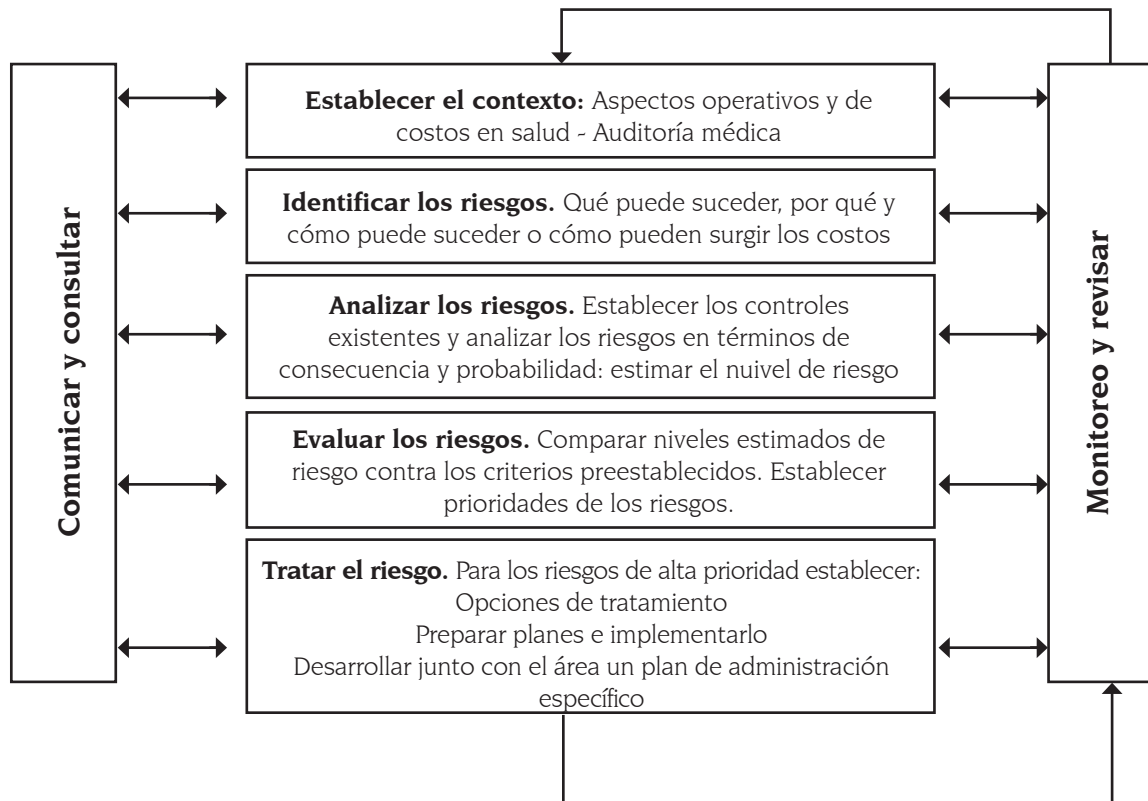 Comunicar y consultar
Establecer el contexto: Aspectos operativos y de
costos en salud - Auditoría médica
Identificar los riesgos. Qué puede suceder, por qué y
cómo puede suceder o cómo pueden surgir los costos
Analizar los riesgos. Establecer los controles
existentes y analizar los riesgos en términos de
consecuencia y probabilidad: estimar el nuivel de riesgo
Evaluar los riesgos. Comparar niveles estimados de
riesgo contra los criterios preestablecidos. Establecer
prioridades de los riesgos.
Tratar el riesgo. Para los riesgos de alta prioridad establecer:
Opciones de tratamiento
Preparar planes e implementarlo
Desarrollar junto con el área un plan de administración
específico
Monitoreo y revisar